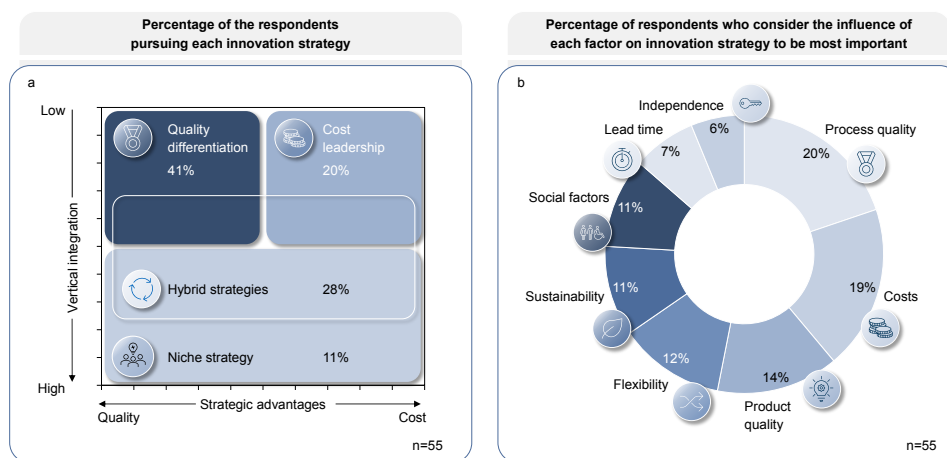 Percentage of the respondents
pursuing each innovation strategy
a
Low
Vertical integration
High
Quality
differentiation
41%
Cost
leadership
20%
Hybrid strategies 28%
Niche strategy 11%
Strategic advantages
Quality Cost
n=55
Percentage of respondents who consider the influence of
each factor on innovation strategy to be most important
b
Independence
6%
Lead time
7%
Process quality
20%
Social factors
11%
Costs
19%
Sustainability
11%
Flexibility
12%
Product
quality
14%
n=55